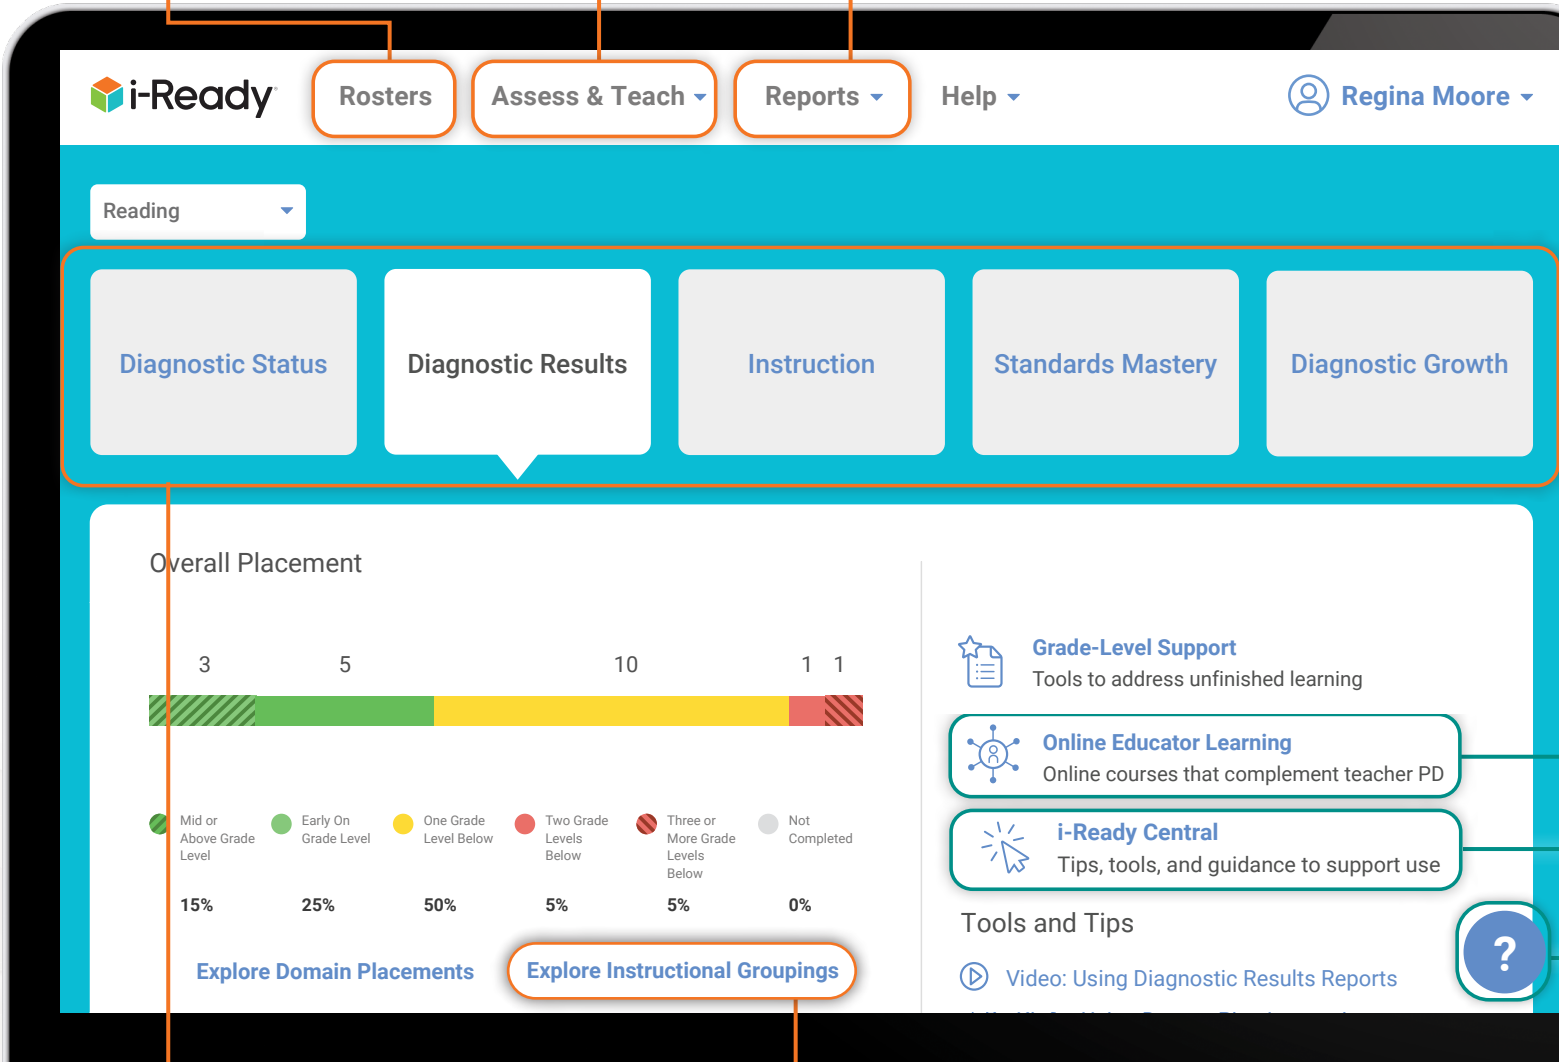 i-Ready
Rosters
Assess & Teach
Reports
Help
Regina Moore
Reading
Diagnostic Status
Diagnostic Results
Instruction
Standards Mastery
Diagnostic Growth
Overall Placement
3 5 10 1 1
Mid or
Above Grade
Level
15%
Early On
Grade Level
25%
One Grade
Level Below
50%
Two Grade
Levels
Below
5%
Three or
More Grade
Levels
Below
5%
Not
Completed
0%
Explore Domain Placements
Explore Instructional Groupings
Grade-Level Support
Tools to address unfinished learning
Online Educator Learning
Online courses that complement teacher PD
i-Ready Central
Tips, tools, and guidance to support use
Tools and Tips
Video: Using Diagnostic Results Reports
?